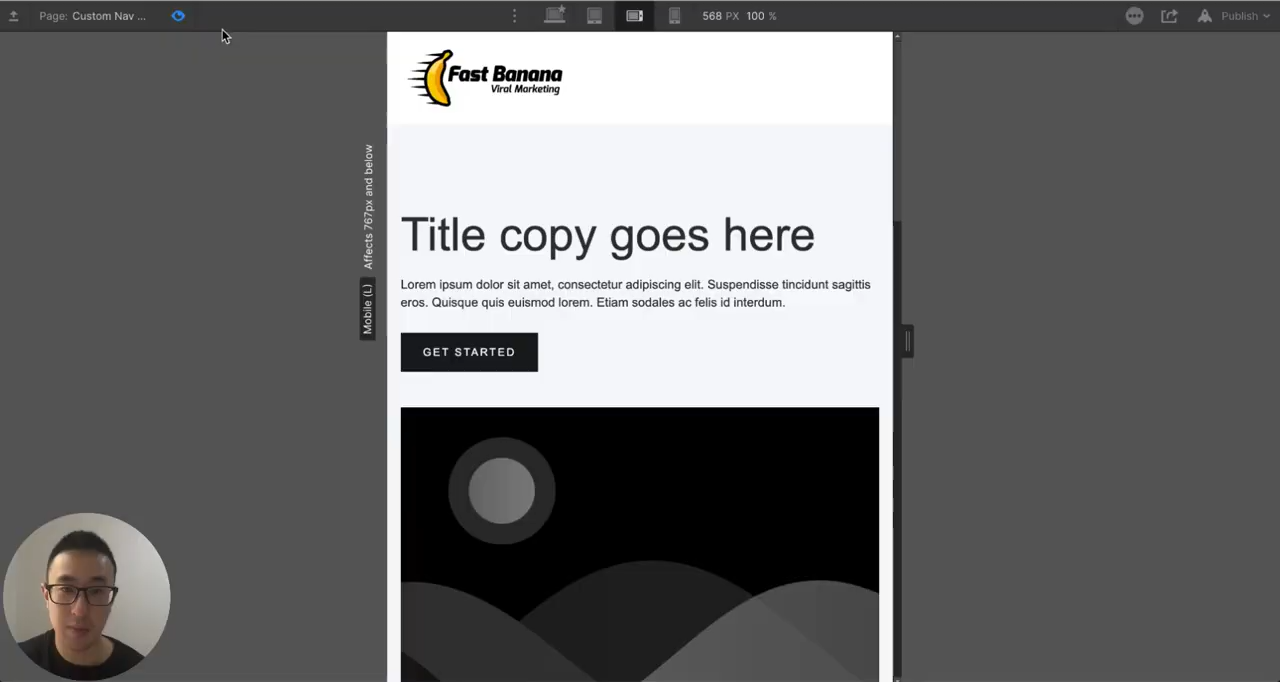 Page: Custom Nav ...
568 PX 100 %
Publish
Fast Banana
Viral Marketing
Affects 767px and below
Mobile (L)
Title copy goes here
Lorem ipsum dolor sit amet, consectetur adipiscing elit. Suspendisse tincidunt sagittis
eros. Quisque quis euismod lorem. Etiam sodales ac felis id interdum.
GET STARTED